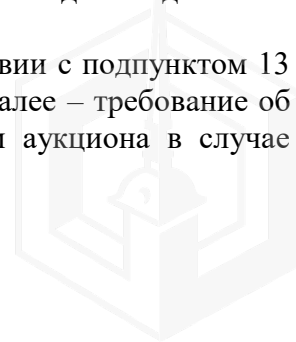 вии с подпунктом 13
алее – требование об
аукциона в случае